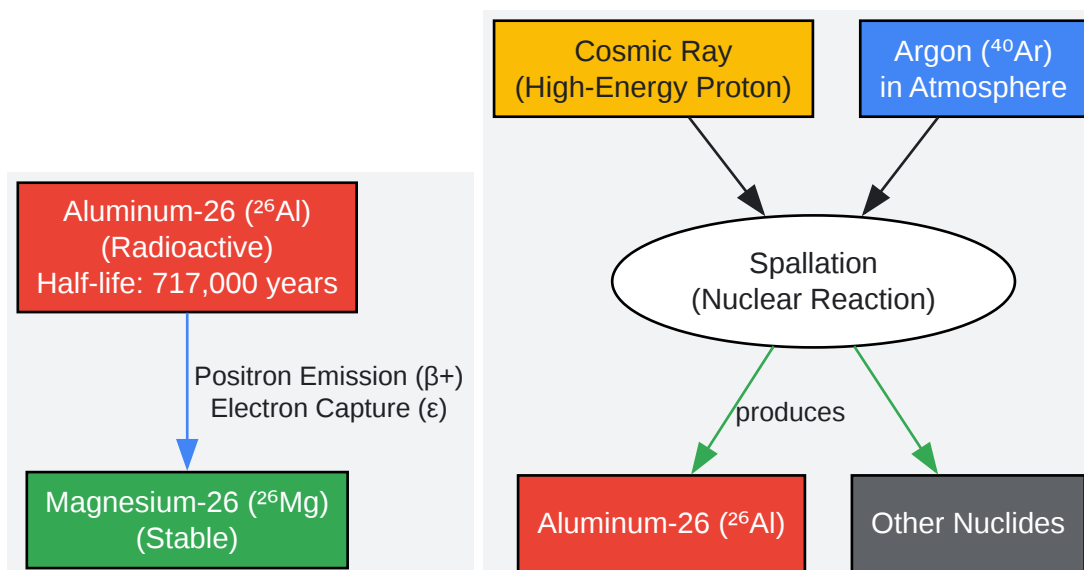 Cosmic Ray
(High-Energy Proton)
Argon (⁴⁰Ar)
in Atmosphere
Aluminum-26 (²⁶Al)
(Radioactive)
Half-life: 717,000 years
Spallation
(Nuclear Reaction)
Positron Emission (β+)
Electron Capture (ε)
produces
Magnesium-26 (²⁶Mg)
(Stable)
Aluminum-26 (²⁶Al)
Other Nuclides